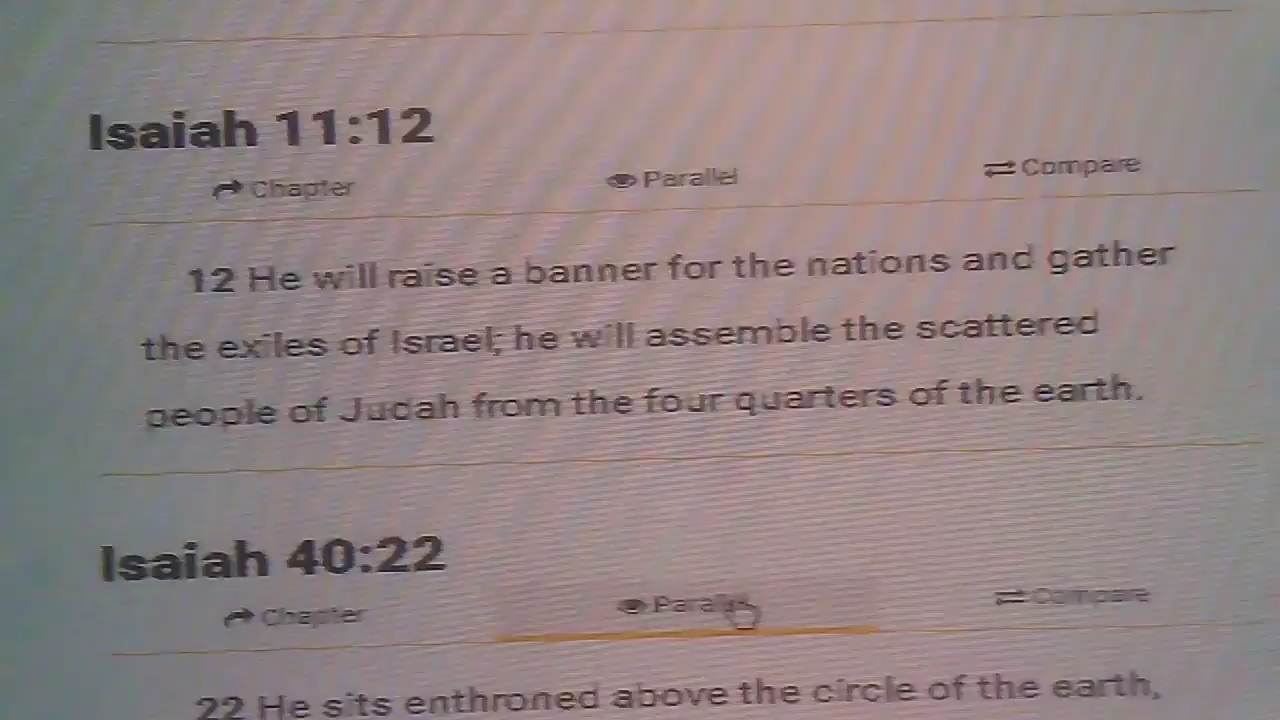 Isaiah 11:12
Chapter Parallel Compare
12 He will raise a banner for the nations and gather
the exiles of Israel; he will assemble the scattered
people of Judah from the four quarters of the earth.
Isaiah 40:22
Chapter Parallel Compare
22 He sits enthroned above the circle of the earth,